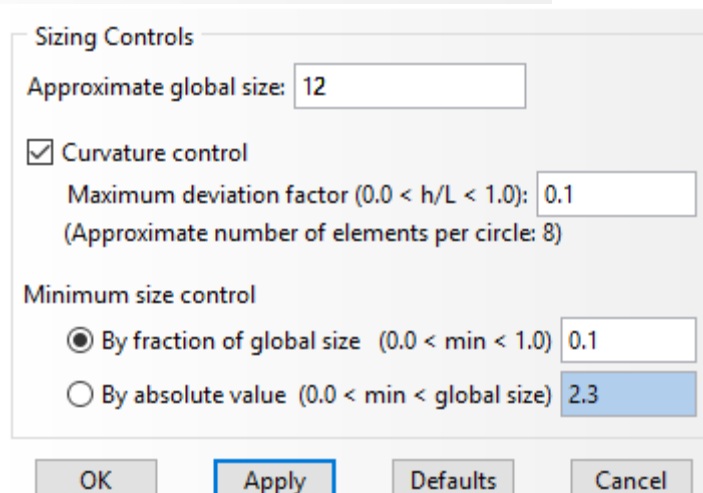 Sizing Controls
Approximate global size: 12
Curvature control
Maximum deviation factor (0.0 < h/L < 1.0): 0.1
(Approximate number of elements per circle: 8)
Minimum size control
By fraction of global size (0.0 < min < 1.0) 0.1
By absolute value (0.0 < min < global size) 2.3
OK Apply Defaults Cancel